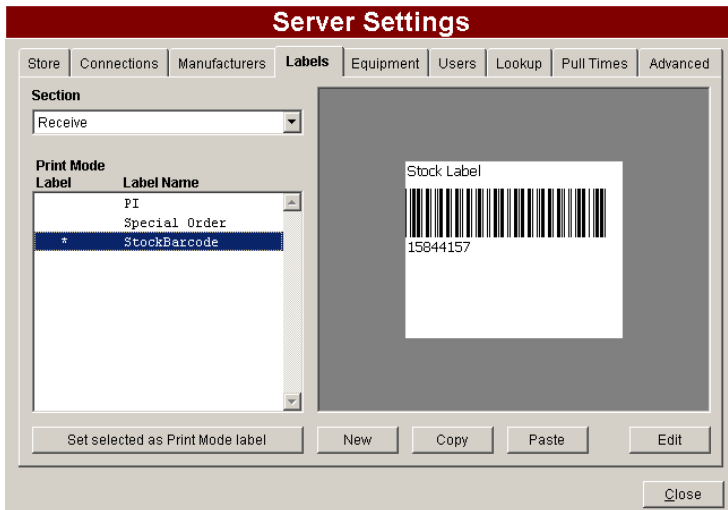 Server Settings
Store Connections Manufacturers Labels Equipment Users Lookup Pull Times Advanced
Section
Receive
Print Mode
Label Label Name
PI
Special Order
* StockBarcode
Stock Label
15844157
Set selected as Print Mode label New Copy Paste Edit
Close